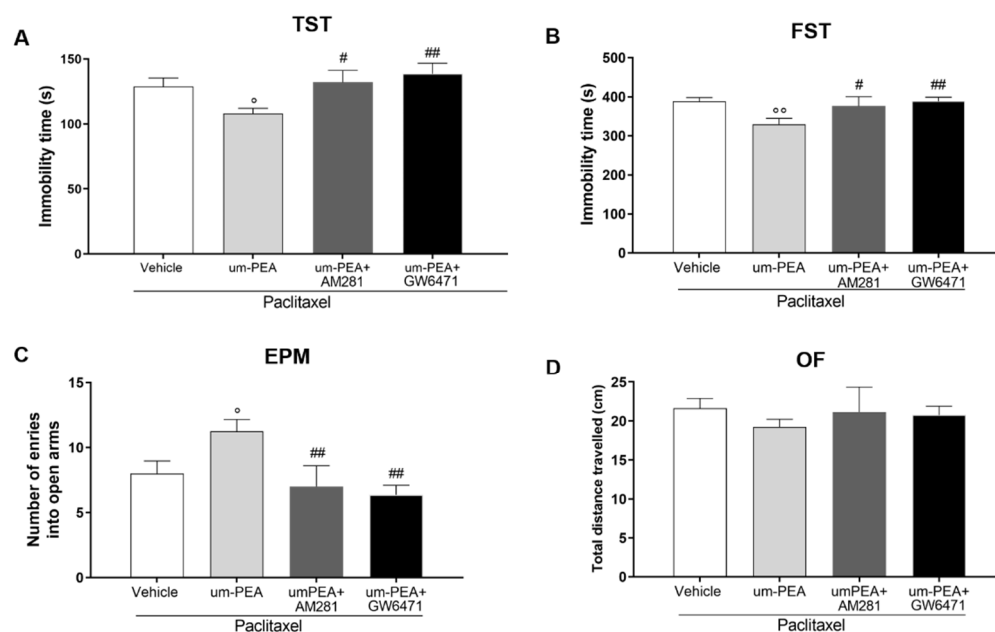 A
TST
Immobility time (s)
150
100
50
0
#
##
°
Vehicle
um-PEA
um-PEA+
AM281
um-PEA+
GW6471
Paclitaxel
B
FST
Immobility time (s)
500
400
300
200
100
0
°°
#
##
Vehicle
um-PEA
um-PEA+
AM281
um-PEA+
GW6471
Paclitaxel
C
EPM
Number of enries
into open arms
15
10
5
0
°
##
##
Vehicle
um-PEA
umPEA+
AM281
um-PEA+
GW6471
Paclitaxel
D
OF
Total distance travelled (cm)
25
20
15
10
5
0
Vehicle
um-PEA
umPEA+
AM281
um-PEA+
GW6471
Paclitaxel